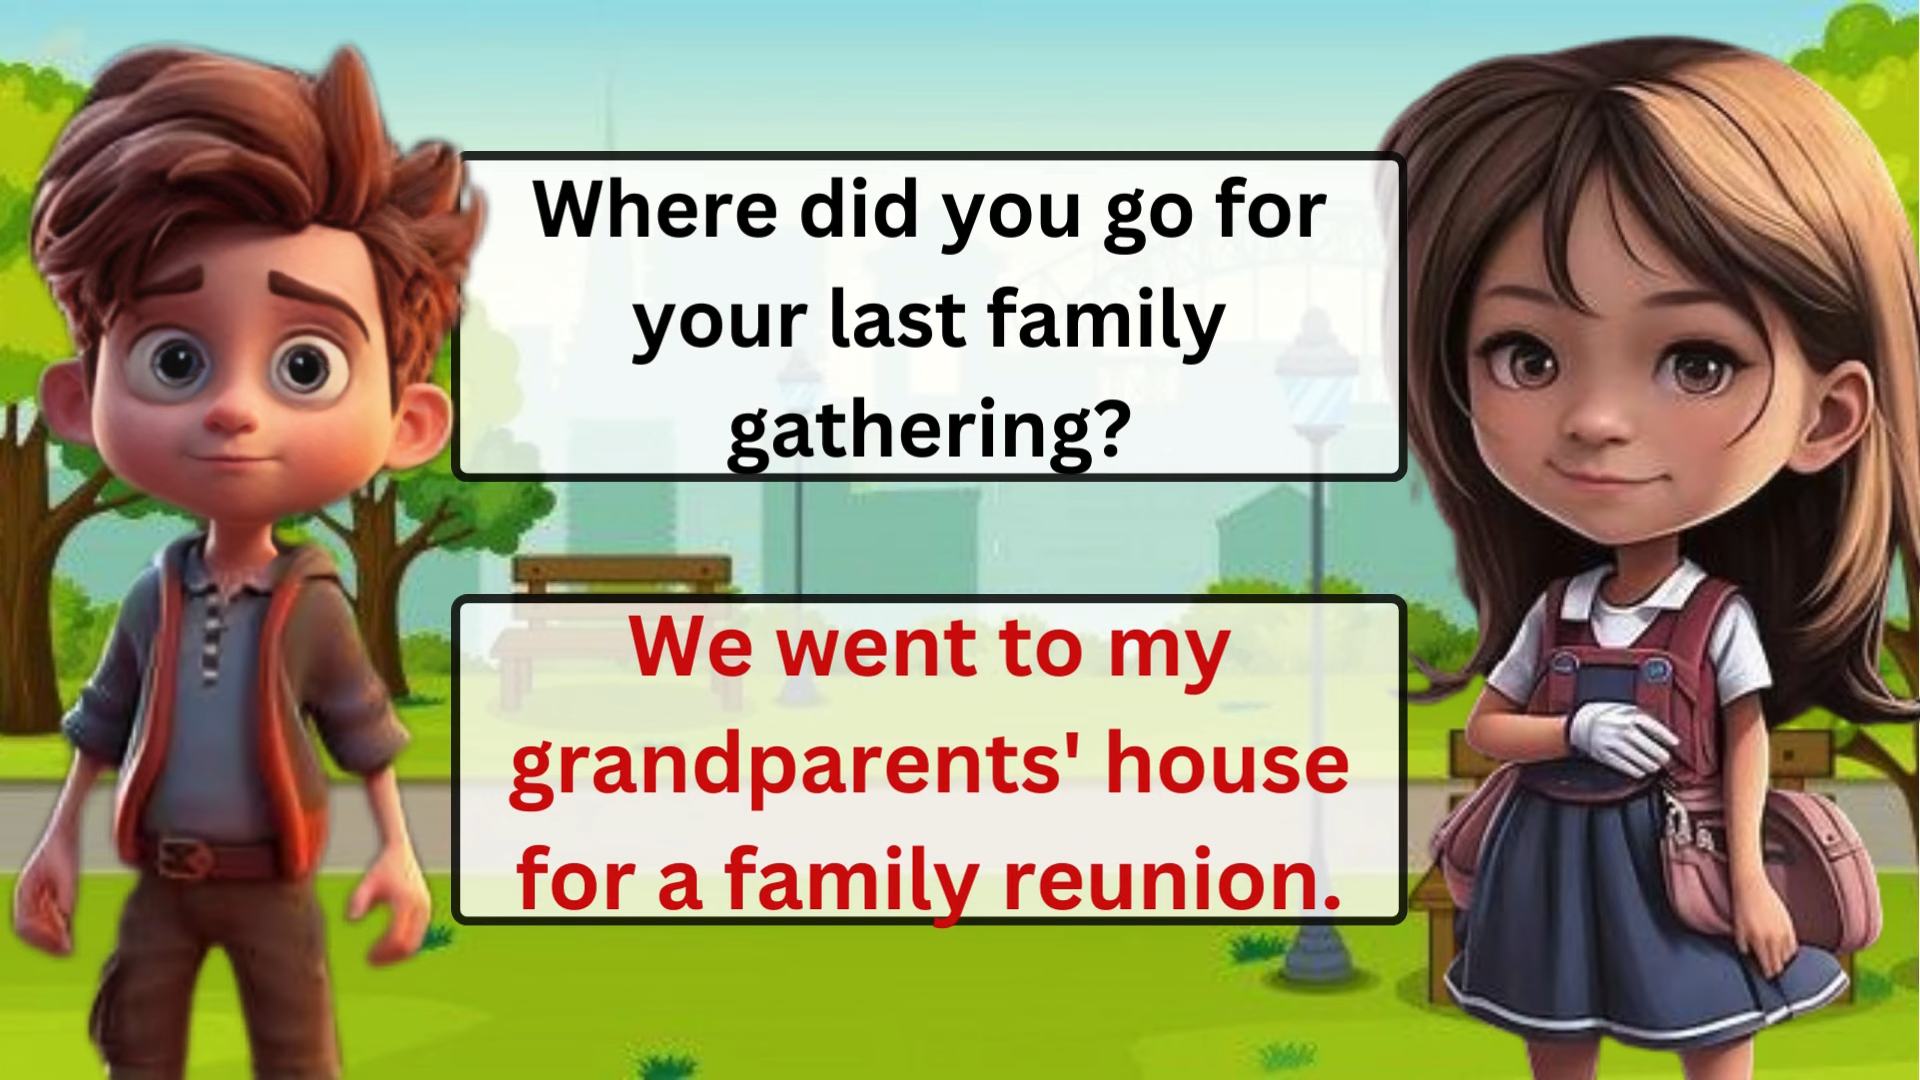 Where did you go for
your last family
gathering?
We went to my
grandparents' house
for a family reunion.